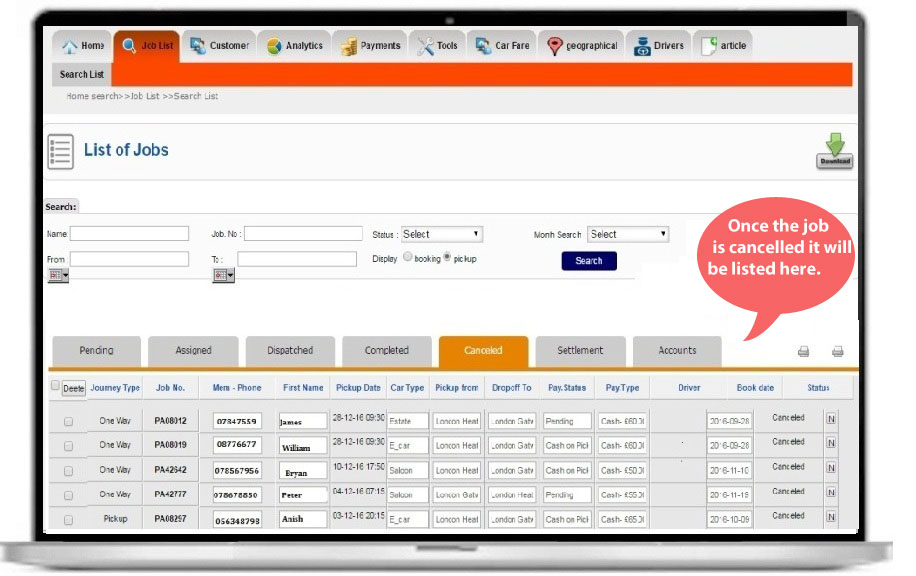 Home Job List Customer Analytics Payments Tools Car Fare geographical Drivers article
Search List
Home search>>Job List >>Search List
List of Jobs
Download
Search:
Name
Job. No :
Status : Select
Month Search Select
From
To :
Display booking pickup
Search
Once the job
is cancelled it will
be listed here.
Pending Assigned Dispatched Completed Canceled Settlement Accounts
Deete Journey Type Job No. Mem - Phone First Name Pickup Date Car Type Pickup from Dropoff To Pay.Status PayType Driver Book date Status
One Way PA08012 07847559 James 28-12-16 09:30 Estate London Heat London Gatw Pending Cash- £60.0 2016-09-28 Canceled N
One Way PA08019 08776677 William 28-12-16 09:30 E_car London Heat London Gatw Cash on Picl Cash- £60.0 2016-09-28 Canceled N
One Way PA42642 078567956 Bryan 10-12-16 17:50 Saloon London Heat London Gatw Cash on Picl Cash- £50.0 2016-11-10 Canceled N
One Way PA42777 078678850 Peter 04-12-16 07:15 Saloon London Gatw London Heat Pending Cash- £55.0 2016-11-19 Canceled N
Pickup PA08297 056348798 Anish 03-12-16 20:15 E_car London Heat London Gatw Cash on Picl Cash- £65.0 2016-10-09 Canceled N